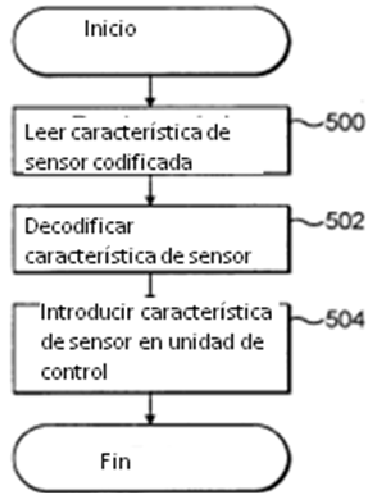 Inicio
Leer característica de
sensor codificada
500
Decodificar
característica de sensor
502
Introducir característica
de sensor en unidad de
control
504
Fin